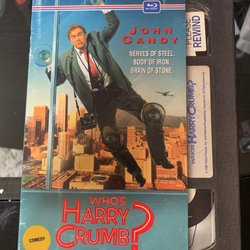 JOHN
CANDY
NERVES OF STEEL.
BODY OF IRON.
BRAIN OF STONE.
WHO'S
HARRY
CRUMB?
COMEDY
PLEASE
REWIND
WHO'S HARRY CRUMB?